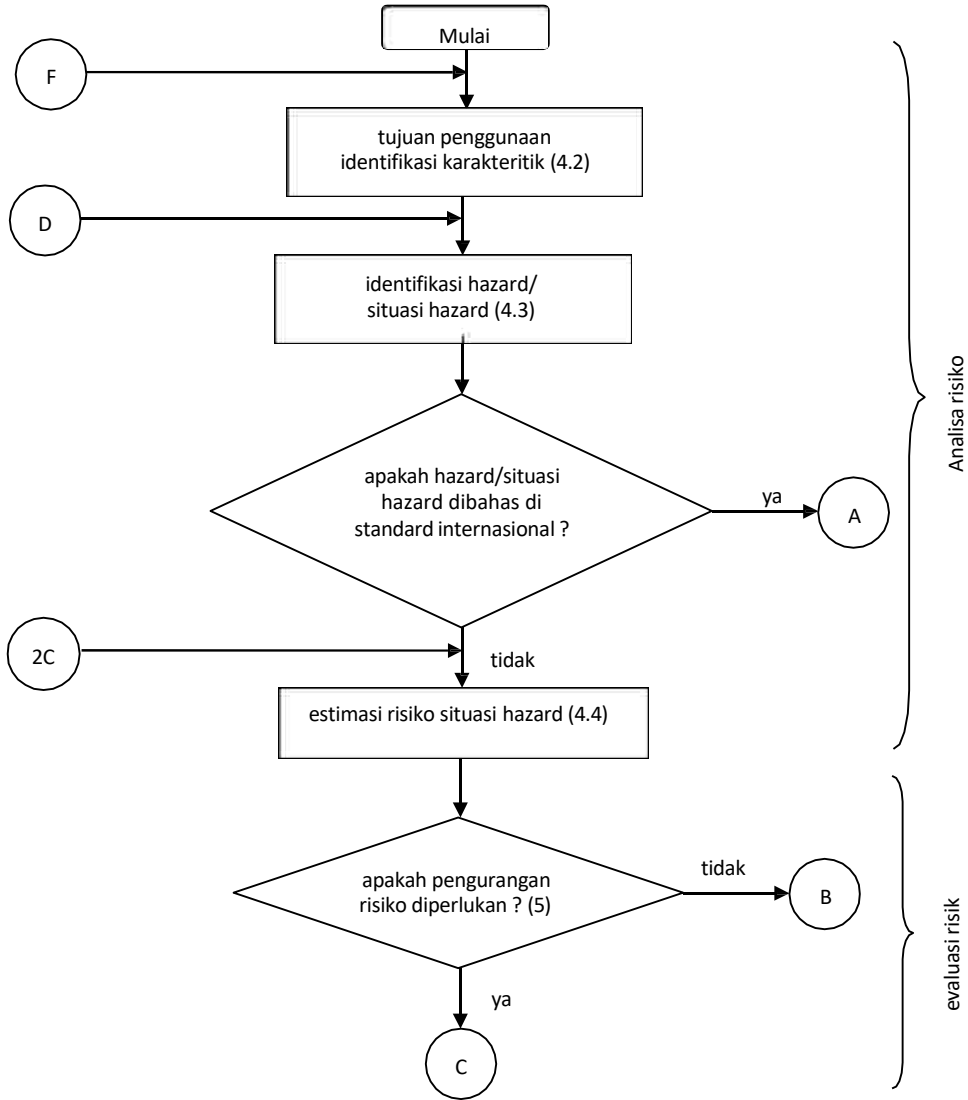 Mulai
F
tujuan penggunaan
identifikasi karakteritik (4.2)
D
identifikasi hazard/
situasi hazard (4.3)
apakah hazard/situasi
hazard dibahas di
standard internasional ?
ya
A
Analisa risiko
2C
tidak
estimasi risiko situasi hazard (4.4)
apakah pengurangan
risiko diperlukan ? (5)
tidak
B
evaluasi risik
ya
C